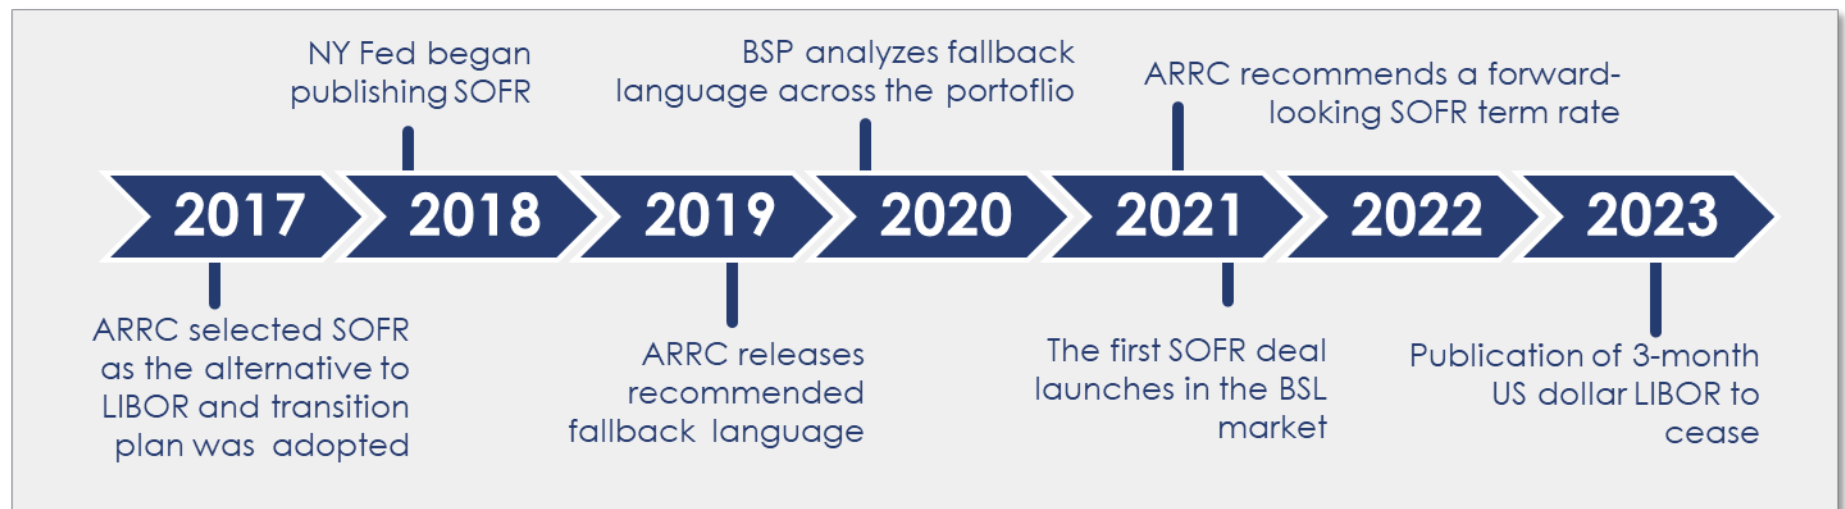 NY Fed began
publishing SOFR
BSP analyzes fallback
language across the portoflio
ARRC recommends a forward-
looking SOFR term rate
2017
2018
2019
2020
2021
2022
2023
ARRC selected SOFR
as the alternative to
LIBOR and transition
plan was adopted
ARRC releases
recommended
fallback language
The first SOFR deal
launches in the BSL
market
Publication of 3-month
US dollar LIBOR to
cease